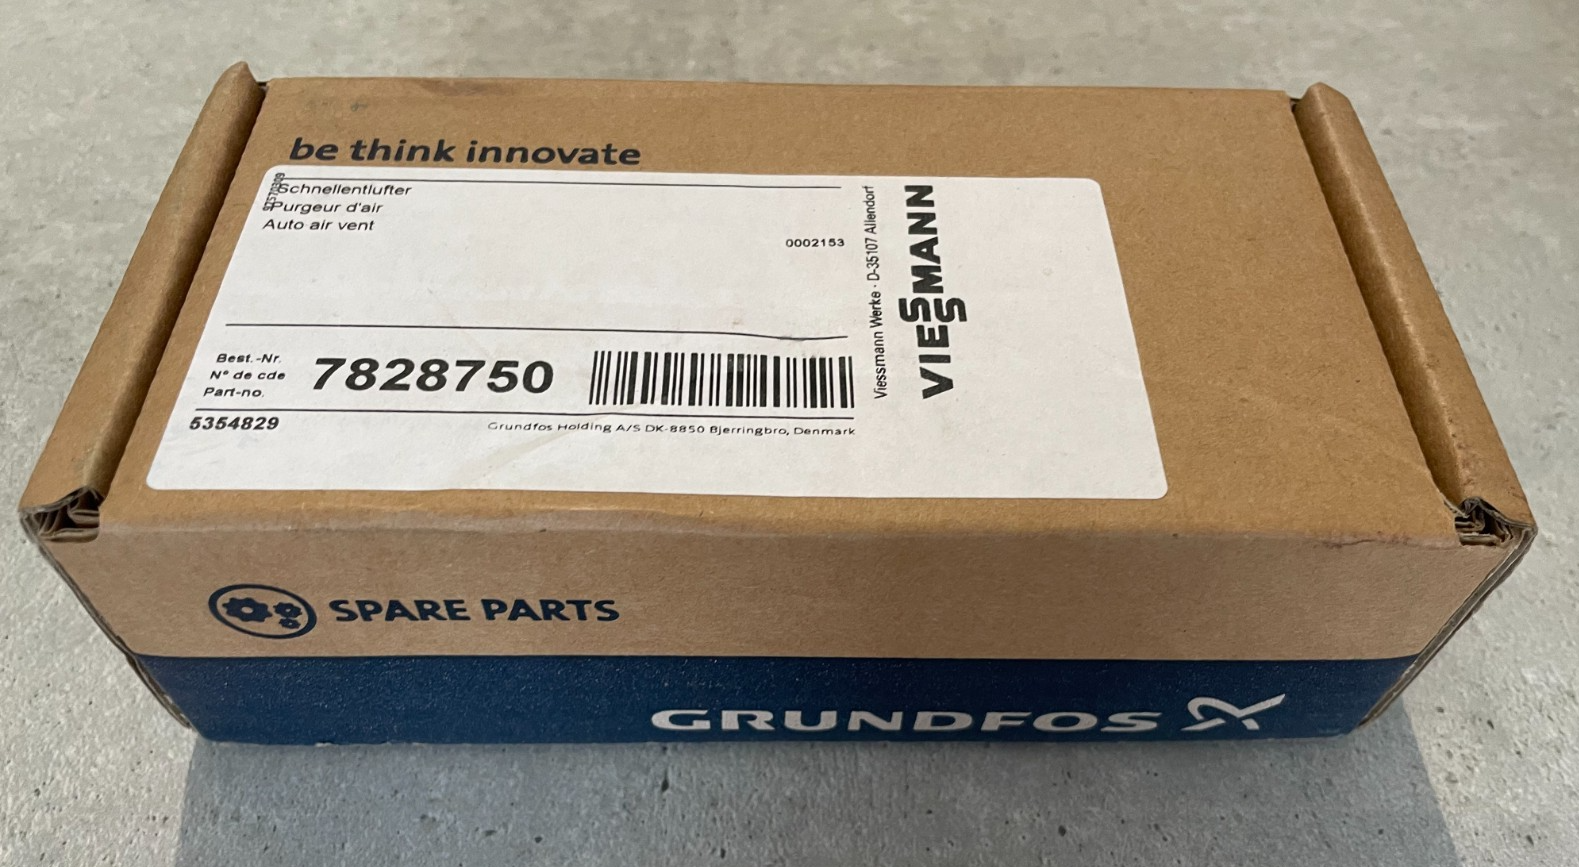 be think innovate
Schnellentlufter
Purgeur d'air
Auto air vent
0002153
Best.-Nr.
N° de cde
Part-no.
7828750
5354829
Grundfos Holding A/S DK-8850 Bjerringbro, Denmark
Viessmann Werke · D-35107 Allendorf
VIESSMANN
SPARE PARTS
GRUNDFOS